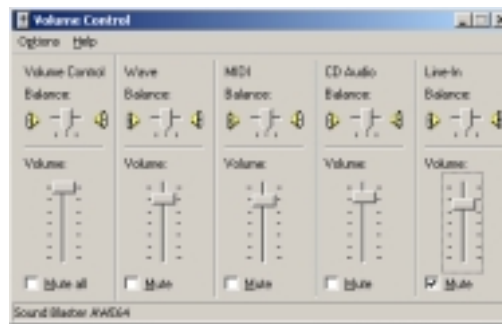 Volume Control
Options Help
Volume Control Wave MIDI CD Audio Line-In
Balance: Balance: Balance: Balance: Balance:
Volume: Volume: Volume: Volume: Volume:
Mute all Mute Mute Mute Mute
Sound Blaster AWE64